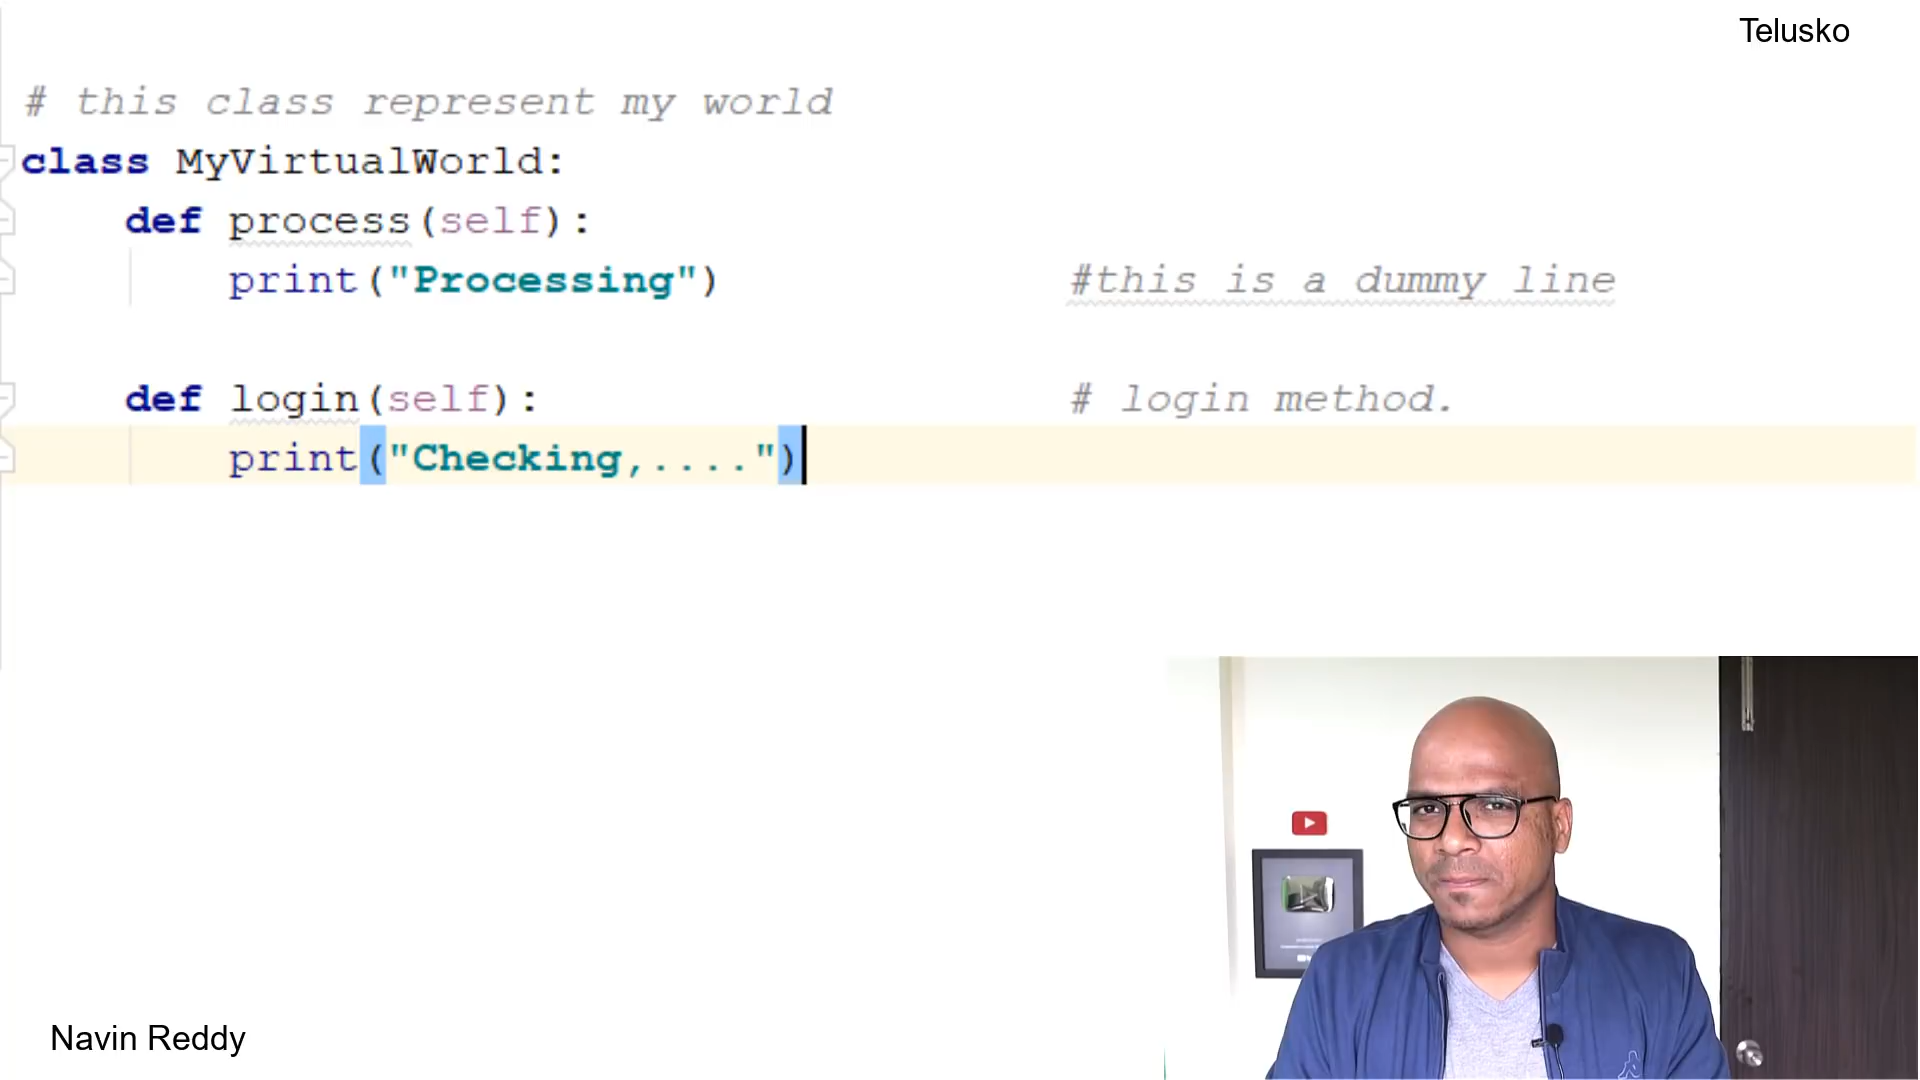 Telusko
# this class represent my world
class MyVirtualWorld:
def process(self):
print("Processing") #this is a dummy line
def login(self): # login method.
print("Checking,....")
Navin Reddy